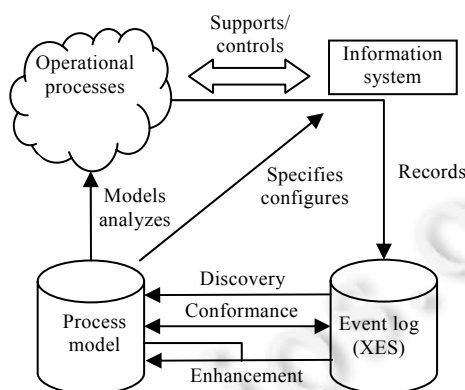 Supports/
controls
Operational
processes
Information
system
Models
analyzes
Specifies
configures
Records
Discovery
Conformance
Enhancement
Process
model
Event log
(XES)